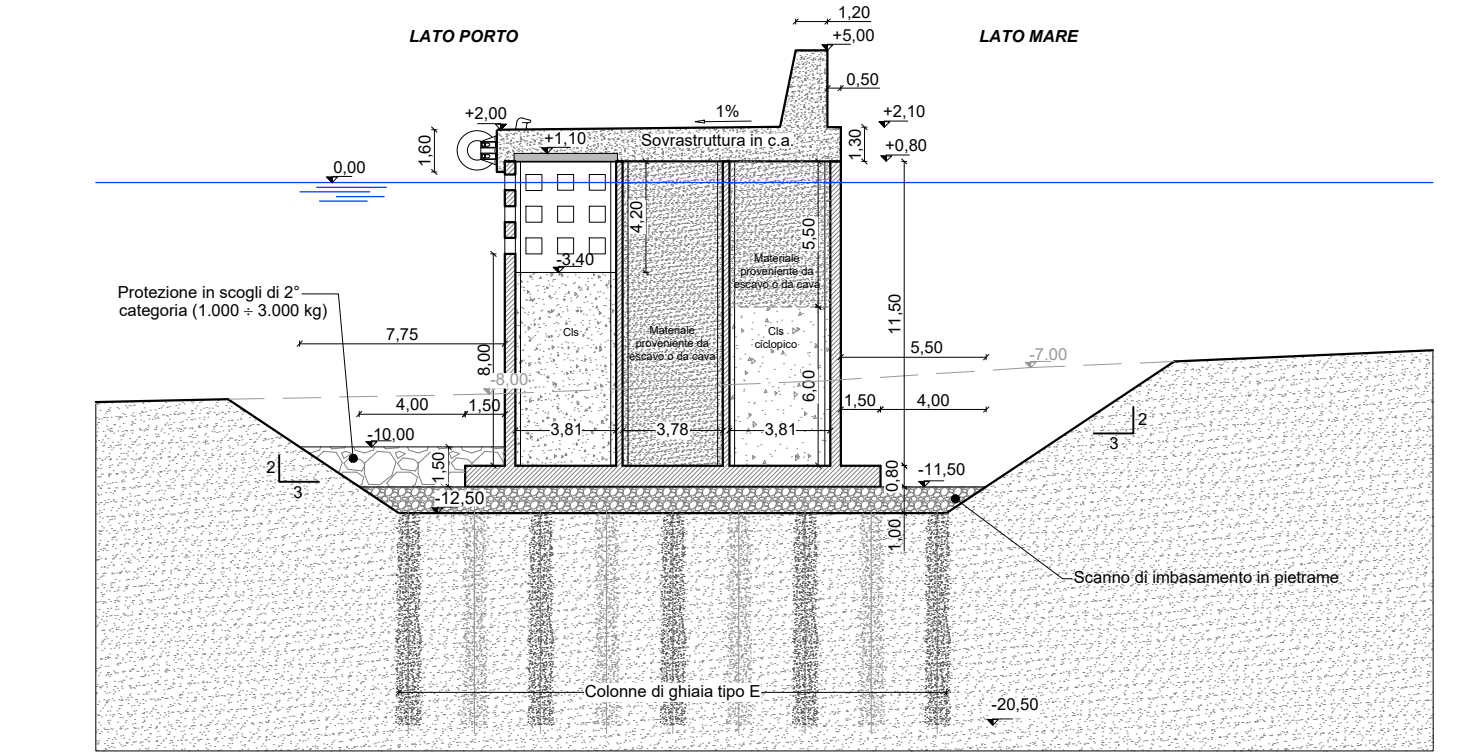 1,20
LATO PORTO
+5,00
LATO MARE
0,50
+2,00
1%
+2,10
1,60
+1,10
Sovrastruttura in c.a.
1,30
+0,80
0,00
4,20
5,50
-3,40
Materiale
proveniente da
escavo o da cava
Protezione in scogli di 2°
categoria (1.000 ÷ 3.000 kg)
11,50
7,75
Cls
Materiale
proveniente da
escavo o da cava
Cls
ciclopico
8,00
5,50
-7.00
-8,00
6,00
4,00
1,50
1,50
4,00
3,81
3,78
3,81
2
3
-10,00
2
3
1,50
0,80
-11,50
-12,50
1,00
Scanno di imbasamento in pietrame
Colonne di ghiaia tipo E
-20,50